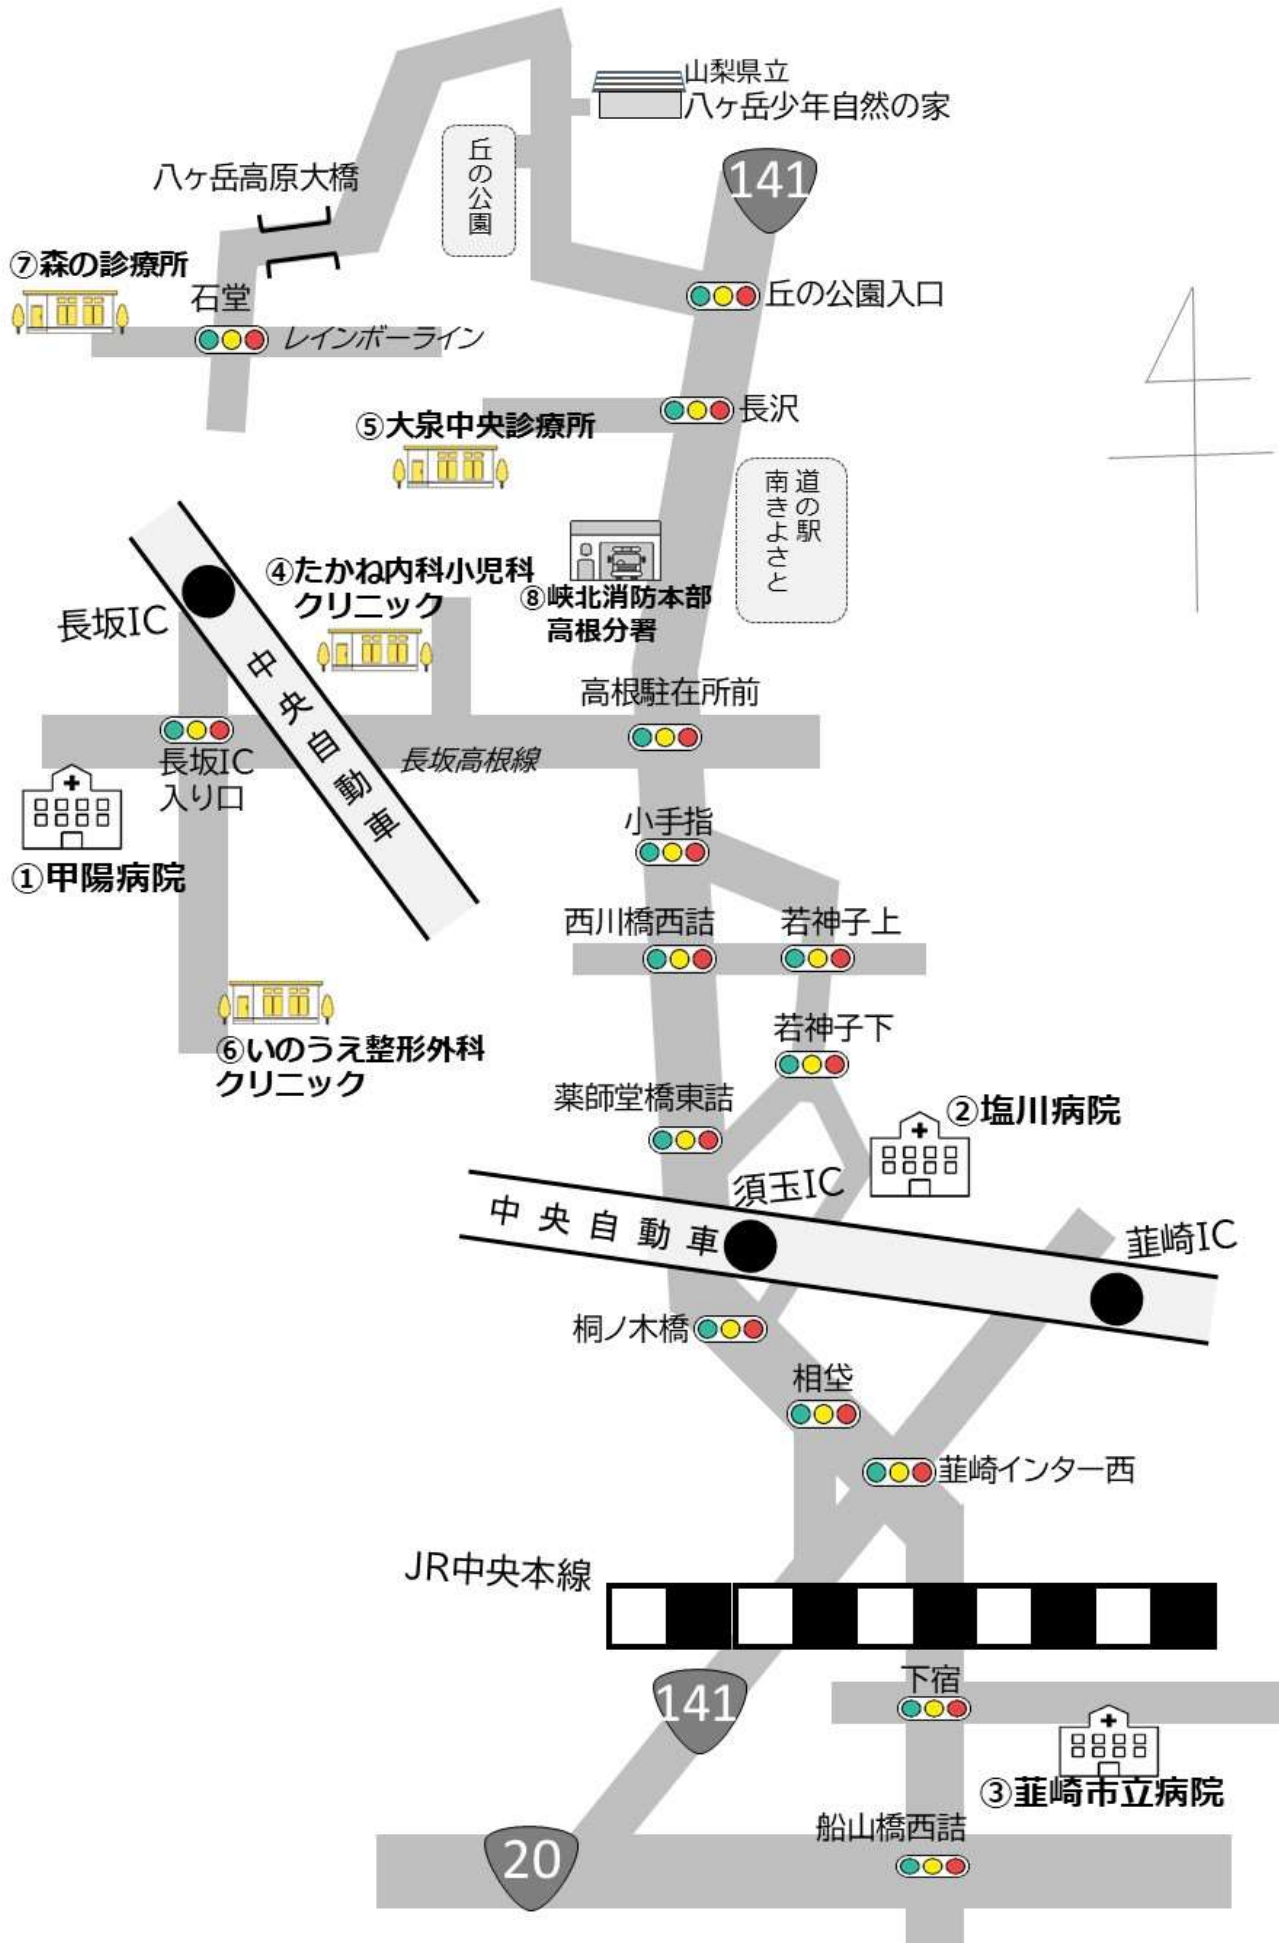 山梨県立
八ヶ岳少年自然の家
丘の公園
141
八ヶ岳高原大橋
⑦森の診療所
石堂
レインボーライン
丘の公園入口
長沢
⑤大泉中央診療所
道の駅
南きよさと
④たかね内科小児科
クリニック
⑧峡北消防本部
高根分署
長坂IC
中央自動車
高根駐在所前
長坂IC
入り口
長坂高根線
①甲陽病院
小手指
西川橋西詰
若神子上
⑥いのうえ整形外科
クリニック
若神子下
薬師堂橋東詰
②塩川病院
須玉IC
中央自動車
韮崎IC
桐ノ木橋
相垈
韮崎インター西
JR中央本線
141
下宿
③韮崎市立病院
船山橋西詰
20